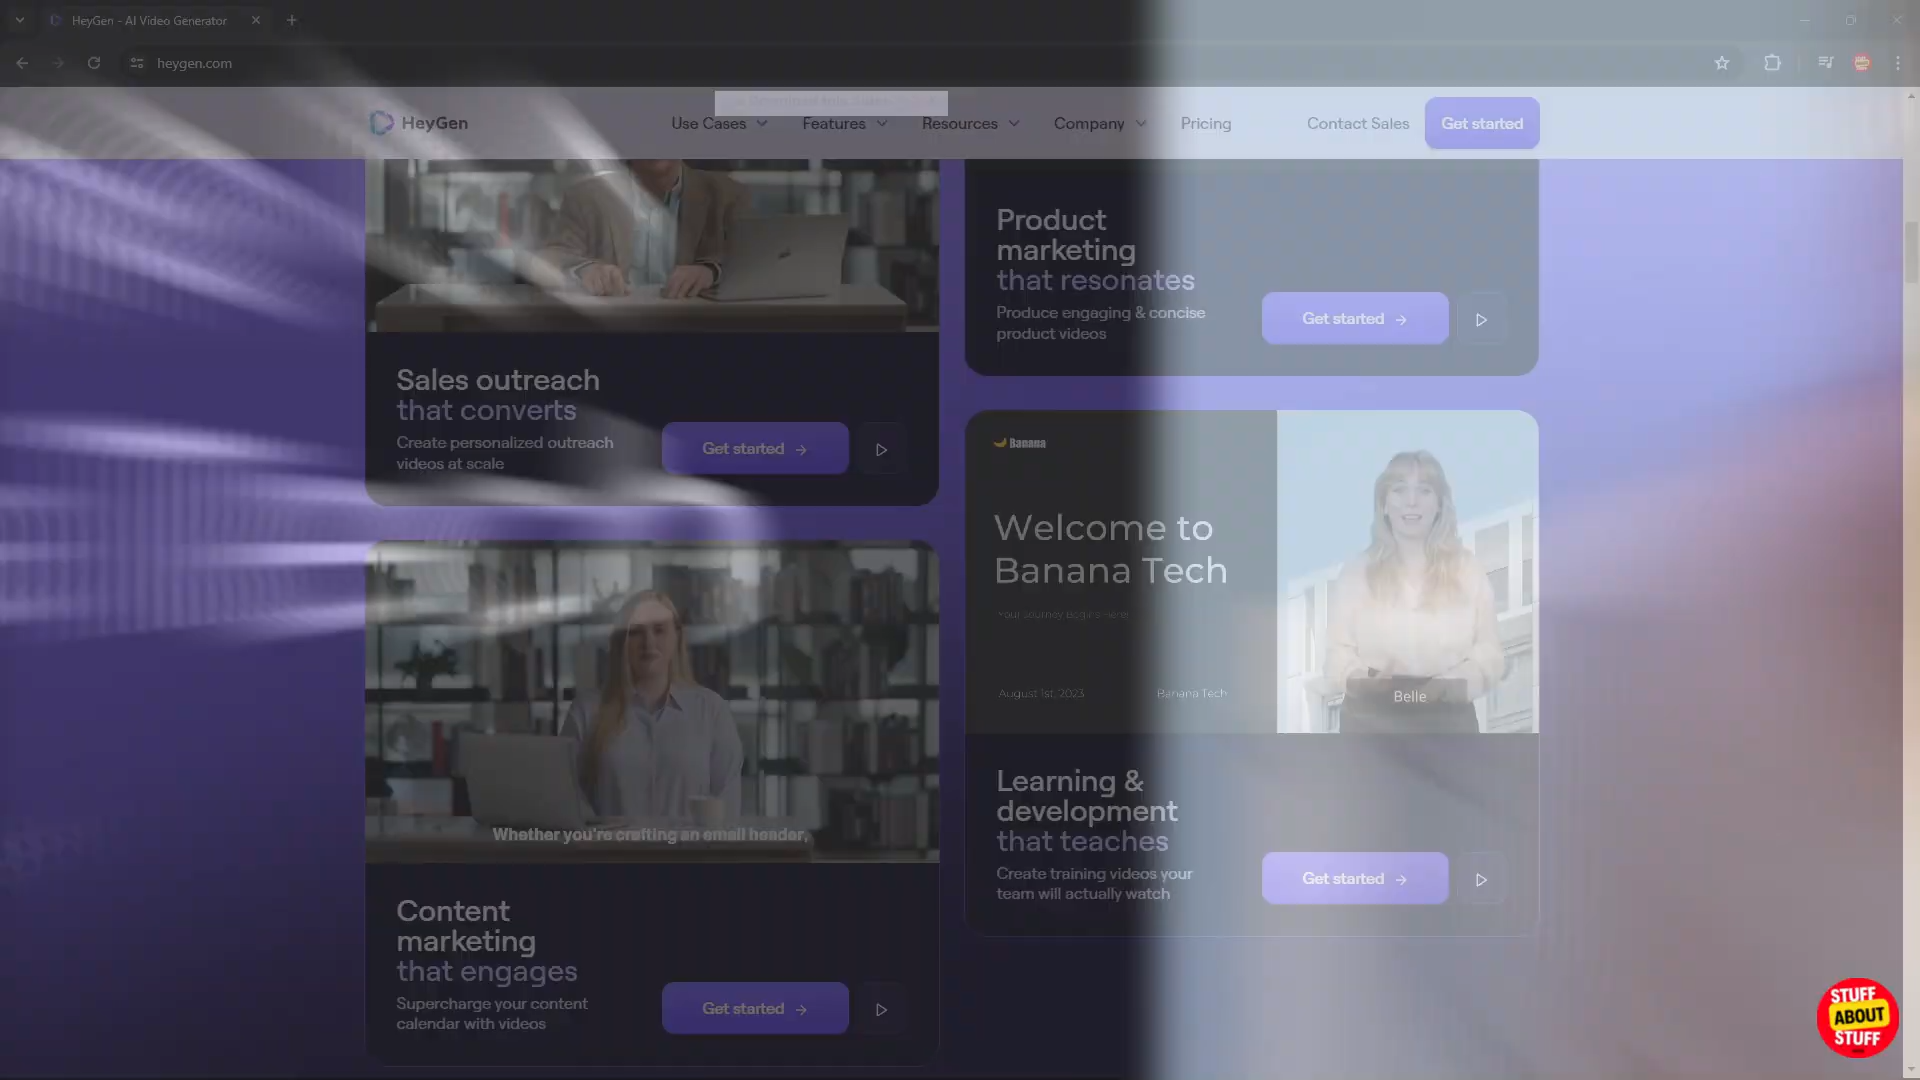 HeyGen - AI Video Generator
heygen.com
HeyGen
Use Cases
Features
Resources
Company
Pricing
Contact Sales
Get started
Sales outreach
that converts
Create personalized outreach
videos at scale
Get started
Product
marketing
that resonates
Produce engaging & concise
product videos
Get started
Banana
Welcome to
Banana Tech
Your Journey Begins Here!
August 1st, 2023
Banana Tech
Belle
Whether you're crafting an email header,
Learning &
development
that teaches
Create training videos your
team will actually watch
Get started
Content
marketing
that engages
Supercharge your content
calendar with videos
Get started
STUFF
ABOUT
STUFF